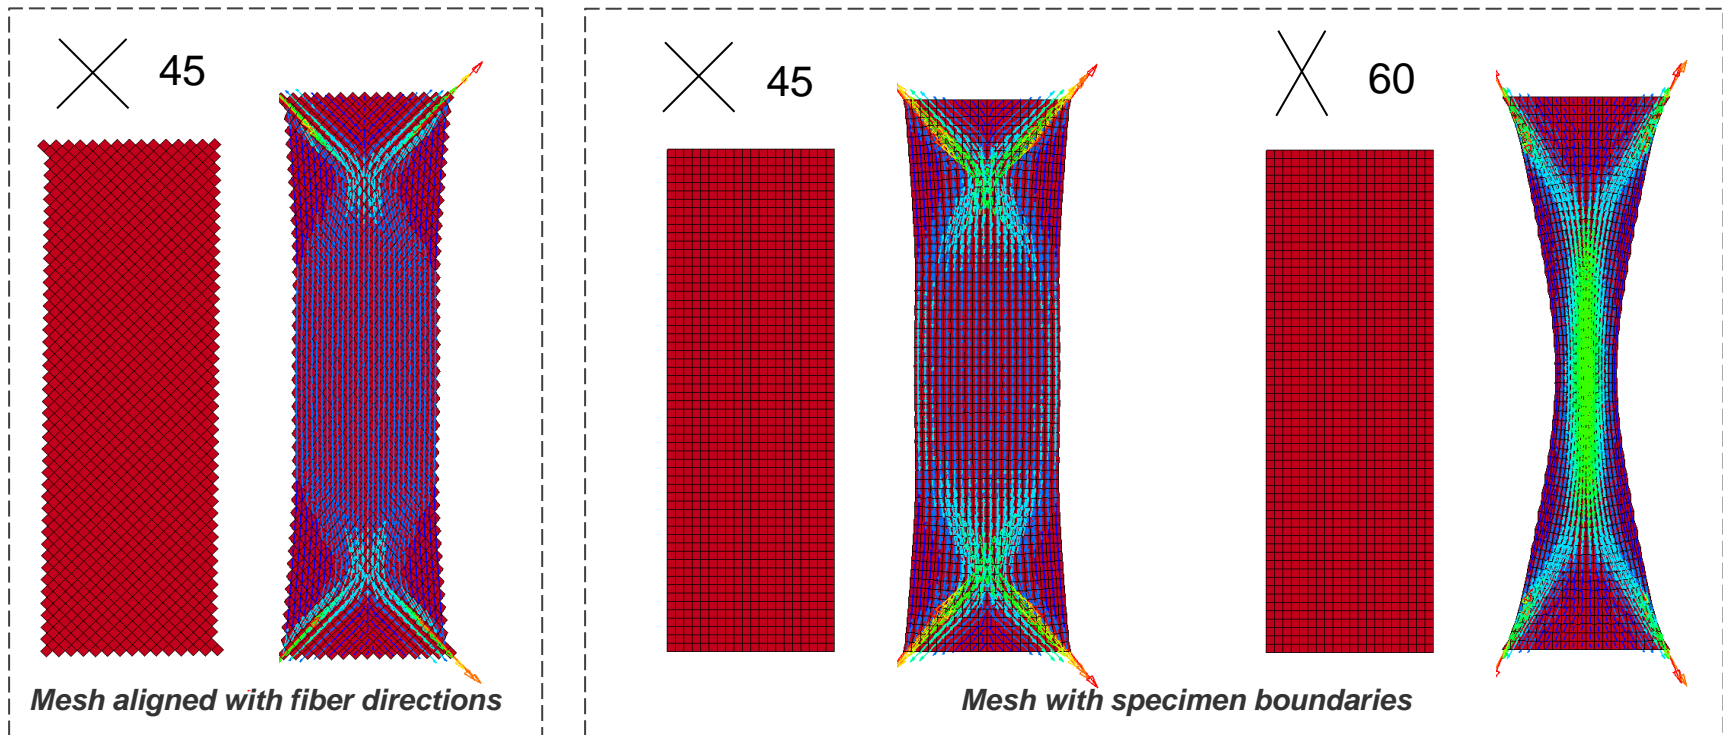 45
45
60
Mesh aligned with fiber directions
Mesh with specimen boundaries